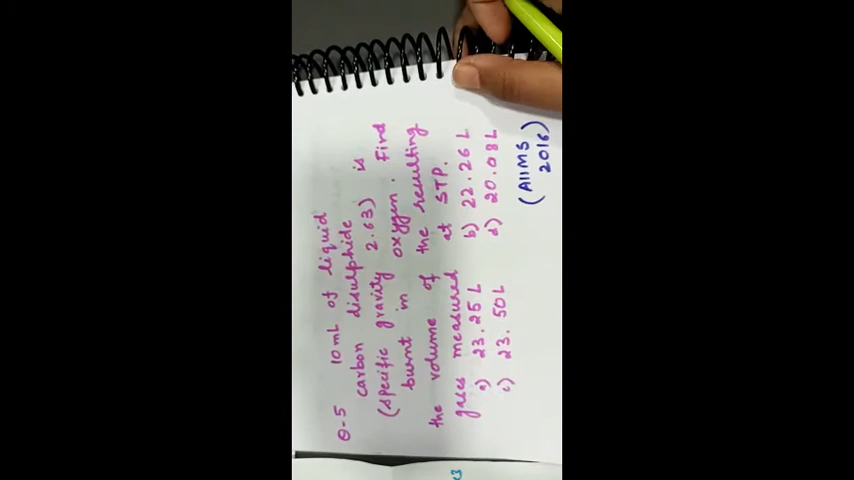 Q-5 10mL of liquid
carbon disulphide
(specific gravity 2.63) is
burnt in oxygen. Find
the volume of the resulting
gases measured at STP.
a) 23.25 L b) 22.26 L
c) 23.50L d) 20.08L
(AIIMS
2016)